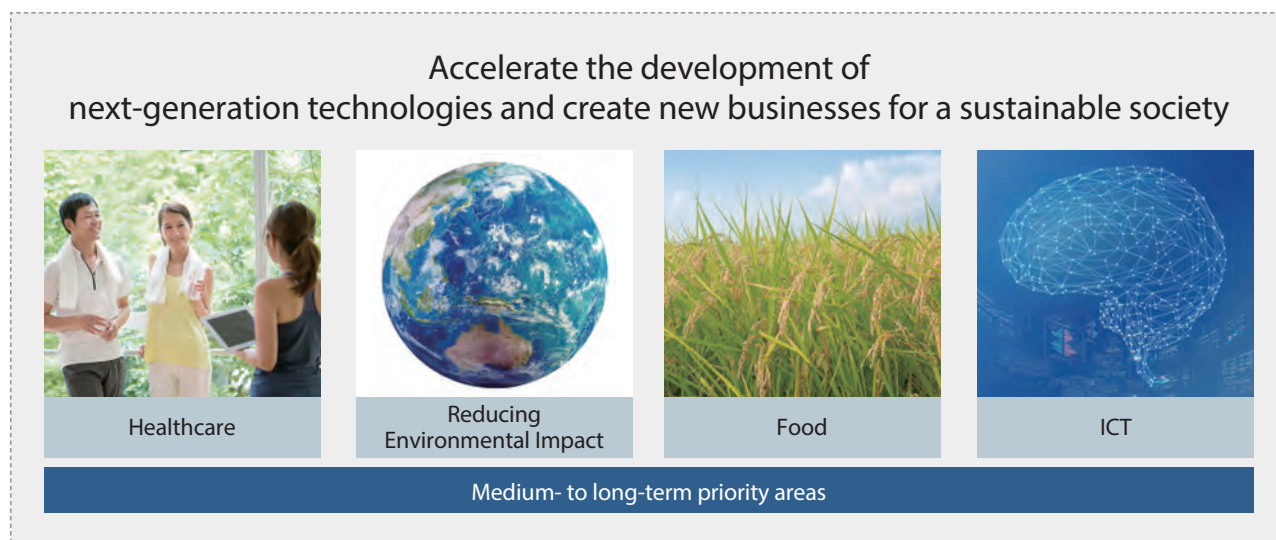 Accelerate the development of
next-generation technologies and create new businesses for a sustainable society
Healthcare
Reducing
Environmental Impact
Food
ICT
Medium- to long-term priority areas